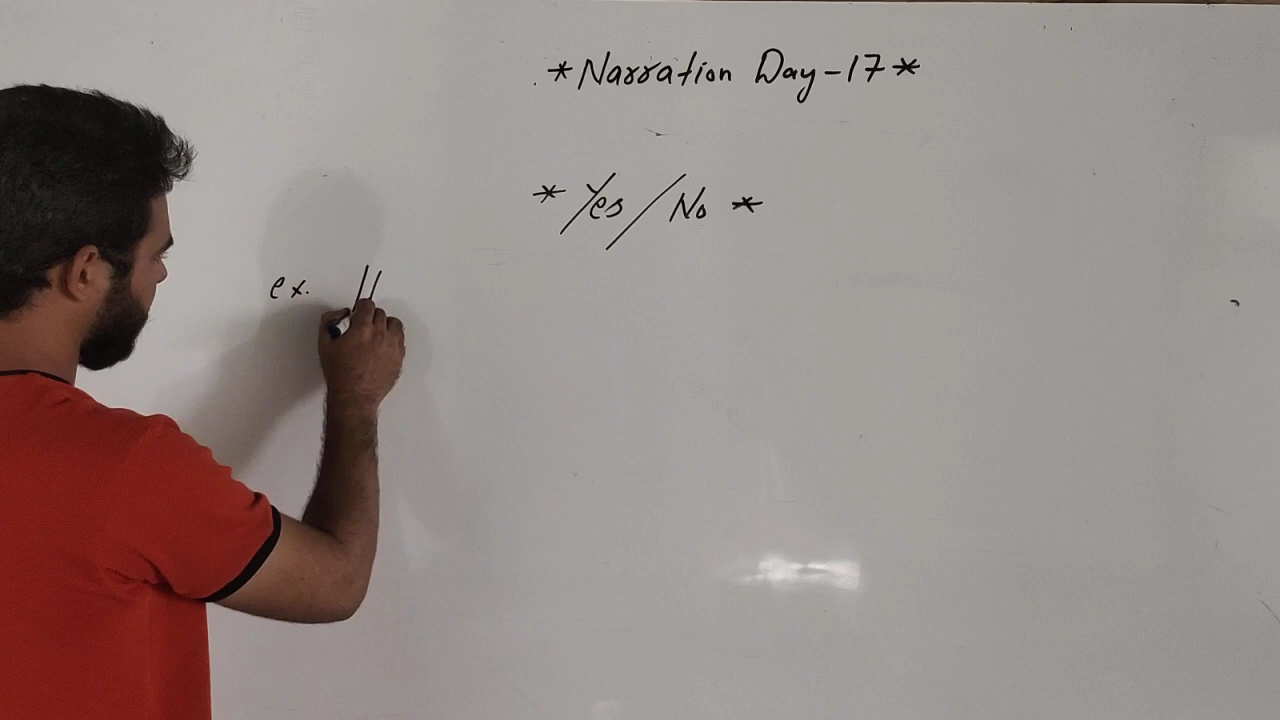 *Narration Day-17*
* Yes/No *
ex.